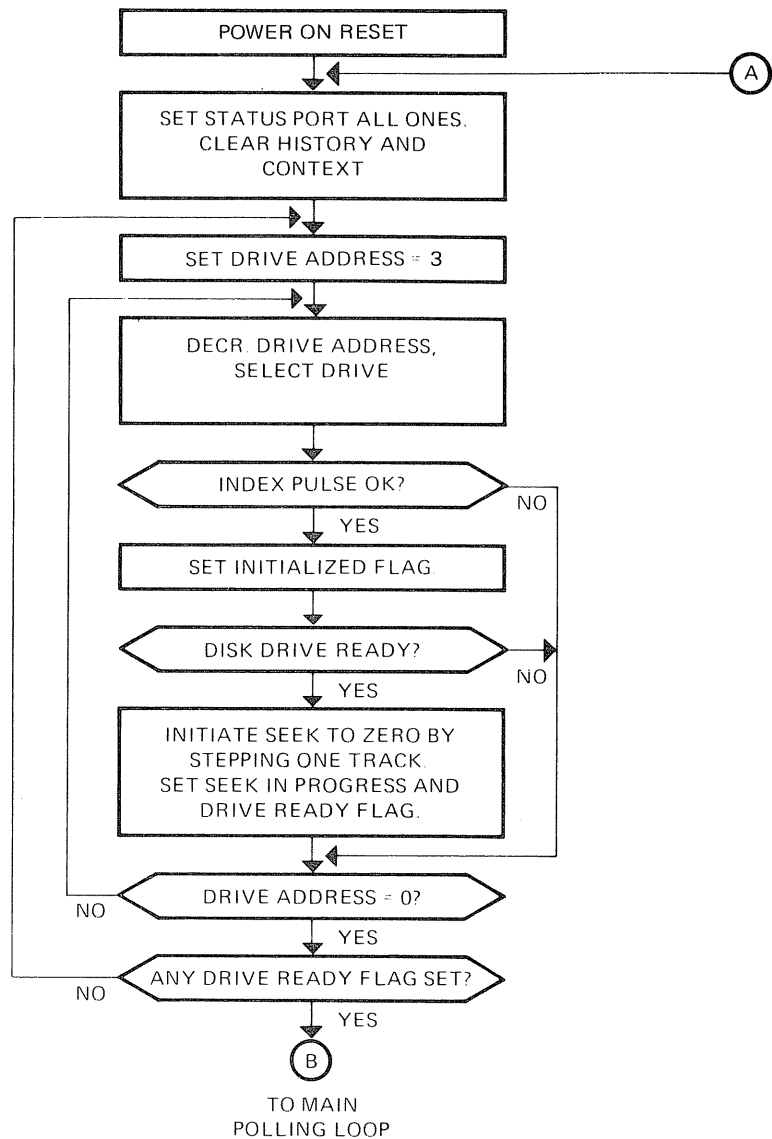 POWER ON RESET
A
SET STATUS PORT ALL ONES.
CLEAR HISTORY AND
CONTEXT
SET DRIVE ADDRESS = 3
DECR. DRIVE ADDRESS,
SELECT DRIVE
INDEX PULSE OK?
NO
YES
SET INITIALIZED FLAG.
DISK DRIVE READY?
NO
YES
INITIATE SEEK TO ZERO BY
STEPPING ONE TRACK.
SET SEEK IN PROGRESS AND
DRIVE READY FLAG.
DRIVE ADDRESS = 0?
NO
YES
ANY DRIVE READY FLAG SET?
NO
YES
B
TO MAIN
POLLING LOOP